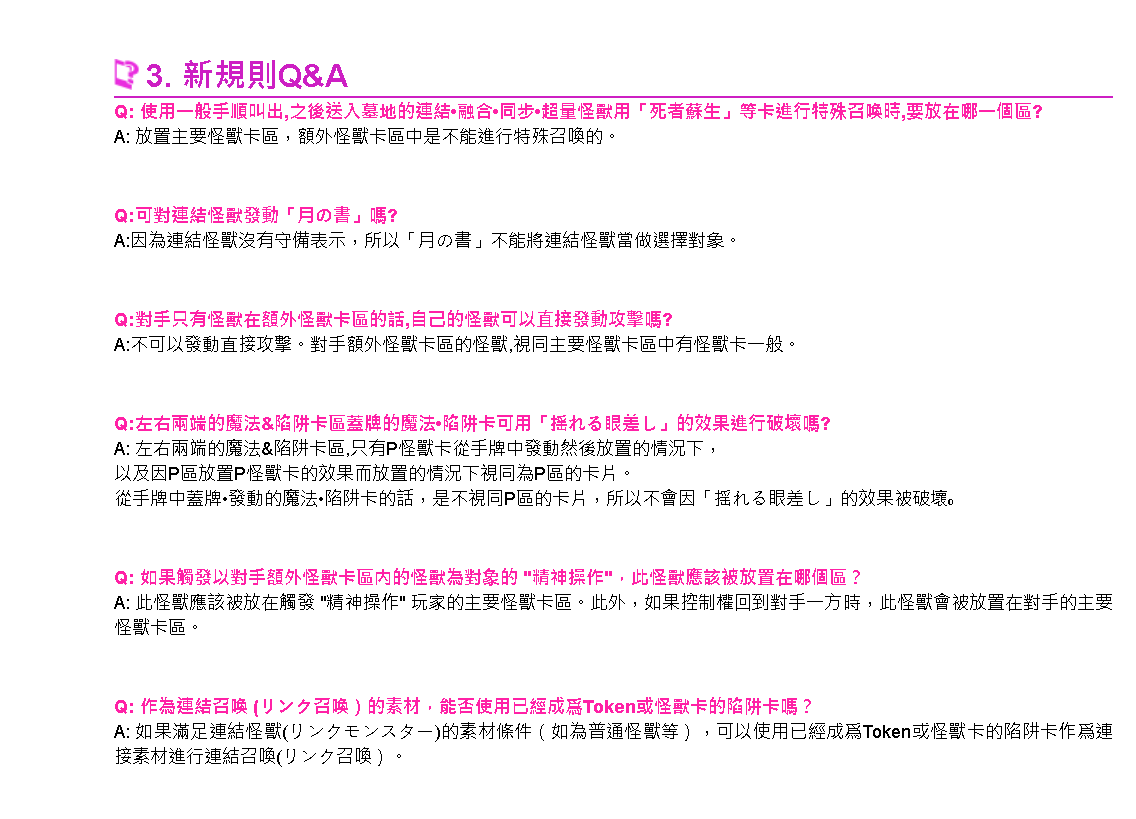 3. 新規則Q&A
Q: 使用一般手順叫出,之後送入墓地的連結•融合•同步•超量怪獸用「死者蘇生」等卡進行特殊召喚時,要放在哪一個區?
A: 放置主要怪獸卡區，額外怪獸卡區中是不能進行特殊召喚的。
Q:可對連結怪獸發動「月の書」嗎?
A:因為連結怪獸沒有守備表示，所以「月の書」不能將連結怪獸當做選擇對象。
Q:對手只有怪獸在額外怪獸卡區的話,自己的怪獸可以直接發動攻擊嗎?
A:不可以發動直接攻擊。對手額外怪獸卡區的怪獸,視同主要怪獸卡區中有怪獸卡一般。
Q:左右兩端的魔法&陷阱卡區蓋牌的魔法•陷阱卡可用「揺れる眼差し」的效果進行破壞嗎?
A: 左右兩端的魔法&陷阱卡區,只有P怪獸卡從手牌中發動然後放置的情況下，
以及因P區放置P怪獸卡的效果而放置的情況下視同為P區的卡片。
從手牌中蓋牌•發動的魔法•陷阱卡的話，是不視同P區的卡片，所以不會因「揺れる眼差し」的效果被破壞。
Q: 如果觸發以對手額外怪獸卡區内的怪獸為對象的 "精神操作"，此怪獸應該被放置在哪個區？
A: 此怪獸應該被放在觸發 "精神操作" 玩家的主要怪獸卡區。此外，如果控制權回到對手一方時，此怪獸會被放置在對手的主要
怪獸卡區。
Q: 作為連結召喚 (リンク召喚 ) 的素材，能否使用已經成爲Token或怪獸卡的陷阱卡嗎？
A: 如果滿足連結怪獸(リンクモンスター)的素材條件（如為普通怪獸等），可以使用已經成爲Token或怪獸卡的陷阱卡作爲連
接素材進行連結召喚(リンク召喚 ) 。